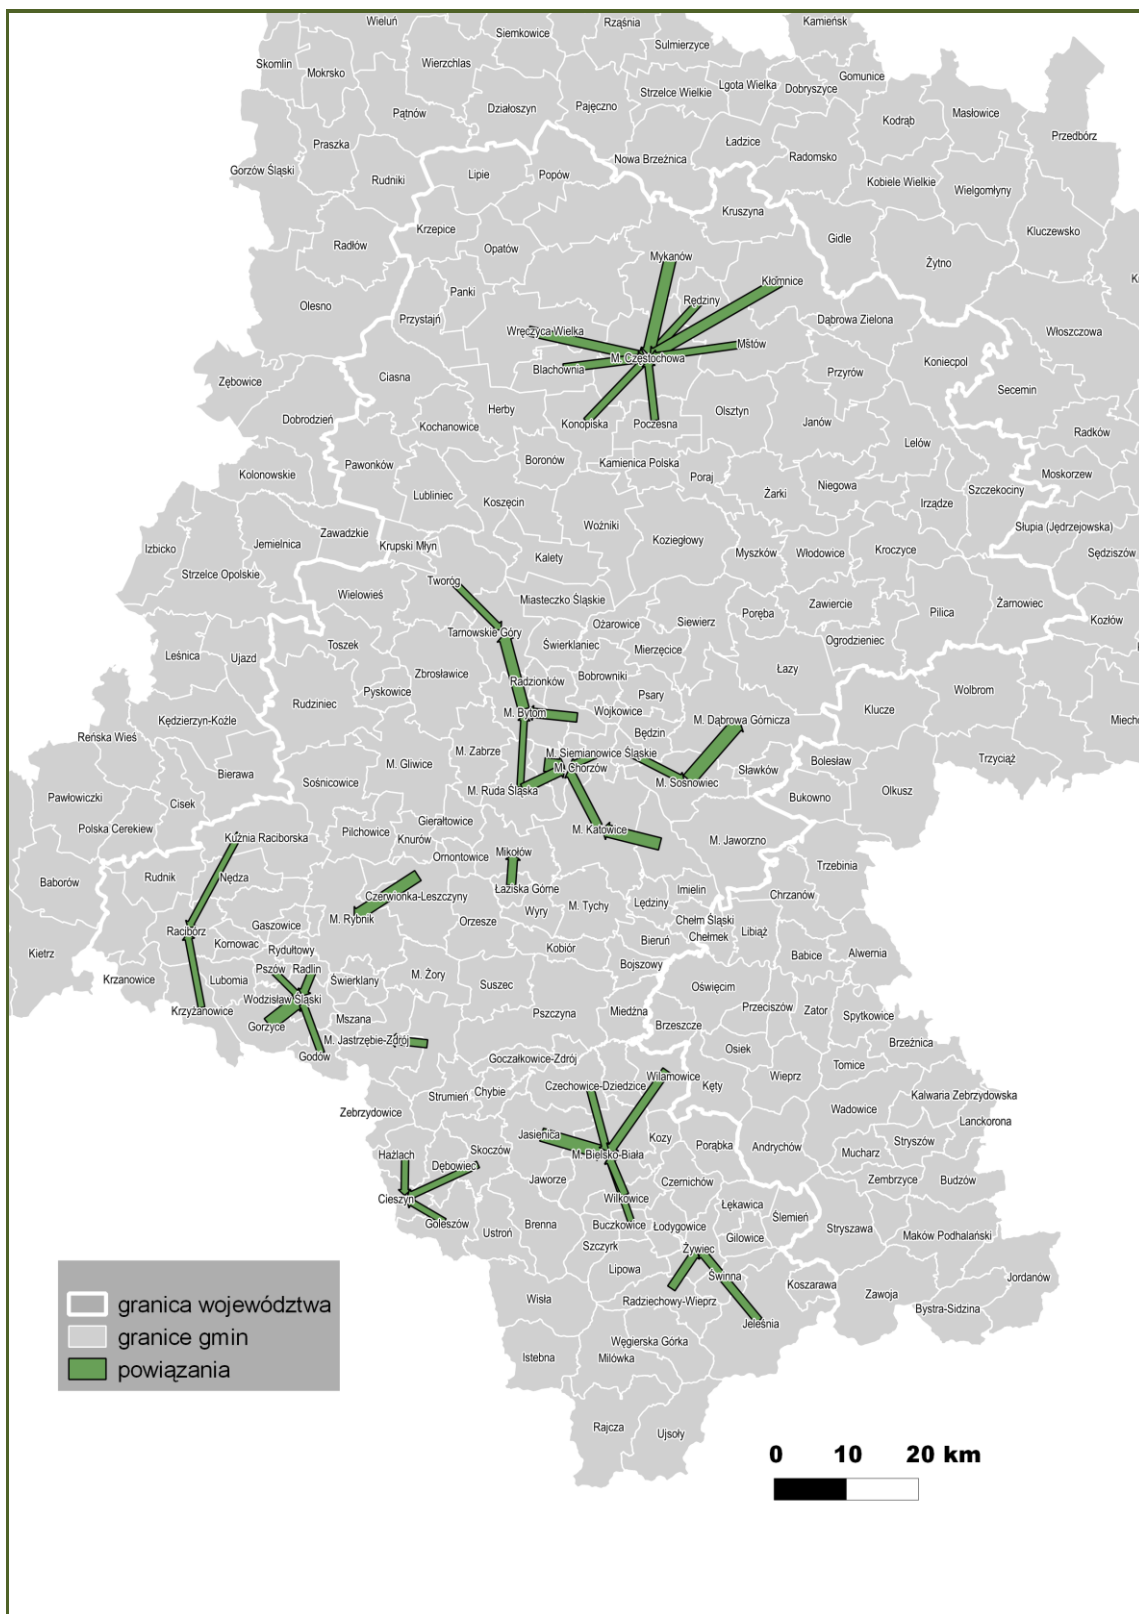 Wieluń
Rząśnia
Kamieńsk
Siemkowice
Sulmierzyce
Skomlin
Mokrsko
Wierzchlas
Gomunice
Strzelce Wielkie
Lgota Wielka
Dobryszyce
Pątnów
Działoszyn
Pajęczno
Kodrąb
Masłowice
Przedbórz
Praszka
Ładzice
Radomsko
Nowa Brzeźnica
Gorzów Śląski
Rudniki
Lipie
Popów
Kobiele Wielkie
Wielgomłyny
Kruszyna
Krzepice
Gidle
Kluczewsko
Radłów
Opatów
Mykanów
Żytno
Kłomnice
Panki
Rędziny
Olesno
Przystajń
Dąbrowa Zielona
Wręczyca Wielka
Włoszczowa
Mstów
M. Częstochowa
Koniecpol
Blachownia
Przyrów
Zębowice
Ciasna
Secemin
Herby
Olsztyn
Dobrodzień
Kochanowice
Konopiska
Poczesna
Janów
Radków
Lelów
Boronów
Kamienica Polska
Pawonków
Kolonowskie
Poraj
Moskorzew
Niegowa
Lubliniec
Żarki
Szczekociny
Koszęcin
Irządze
Woźniki
Słupia (Jędrzejowska)
Zawadzkie
Koziegłowy
Izbicko
Jemielnica
Krupski Młyn
Kalety
Myszków
Włodowice
Kroczyce
Sędziszów
Strzelce Opolskie
Tworóg
Wielowieś
Miasteczko Śląskie
Zawiercie
Żarnowiec
Poręba
Pilica
Ożarowice
Siewierz
Kozłów
Tarnowskie Góry
Toszek
Świerklaniec
Mierzęcice
Ogrodzieniec
Leśnica
Ujazd
Zbrosławice
Bobrowniki
Łazy
Radzionków
Wolbrom
Pyskowice
Psary
Rudziniec
M. Bytom
Wojkowice
Klucze
Kędzierzyn-Koźle
M. Dąbrowa Górnicza
Reńska Wieś
Będzin
M. Zabrze
M. Siemianowice Śląskie
Trzyciąż
M. Gliwice
M. Chorzów
Sławków
Bolesław
Bierawa
Sośnicowice
M. Sosnowiec
Pawłowiczki
M. Ruda Śląska
Olkusz
Cisek
Bukowno
Gierałtowice
Polska Cerekiew
Pilchowice
M. Katowice
Kuźnia Raciborska
Knurów
M. Jaworzno
Ornontowice
Mikołów
Trzebinia
Rudnik
Nędza
Baborów
Łaziska Górne
Imielin
Chrzanów
Czerwionka-Leszczyny
M. Tychy
Lędziny
Wyry
M. Rybnik
Orzesze
Chełm Śląski
Gaszowice
Racibórz
Libiąż
Bieruń
Chełmek
Kornowac
Kobiór
Kietrz
Rydułtowy
Babice
Alwernia
Bojszowy
Pszów
Radlin
M. Żory
Krzanowice
Lubomia
Świerklany
Suszec
Oświęcim
Wodzisław Śląski
Krzyżanowice
Przeciszów
Zator
Miedźna
Pszczyna
Mszana
Spytkowice
Gorzyce
Brzeszcze
M. Jastrzębie-Zdrój
Brzeźnica
Osiek
Godów
Goczałkowice-Zdrój
Tomice
Wieprz
Wilamowice
Czechowice-Dziedzice
Kęty
Strumień
Chybie
Kalwaria Zebrzydowska
Zebrzydowice
Wadowice
Lanckorona
Jasienica
Kozy
Stryszów
Porąbka
Andrychów
Skoczów
Hażlach
M. Bielsko-Biała
Mucharz
Dębowiec
Jaworze
Czernichów
Zembrzyce
Budzów
Cieszyn
Wilkowice
Łękawica
Ślemień
Goleszów
Brenna
Buczkowice
Łodygowice
Stryszawa
Ustroń
Gilowice
Maków Podhalański
Szczyrk
Żywiec
Lipowa
Świnna
Koszarawa
Jordanów
Zawoja
Wisła
Radziechowy-Wieprz
Bystra-Sidzina
Jeleśnia
Węgierska Górka
Istebna
Milówka
Rajcza
Ujsoły
granica województwa
granice gmin
powiązania
0 10 20 km